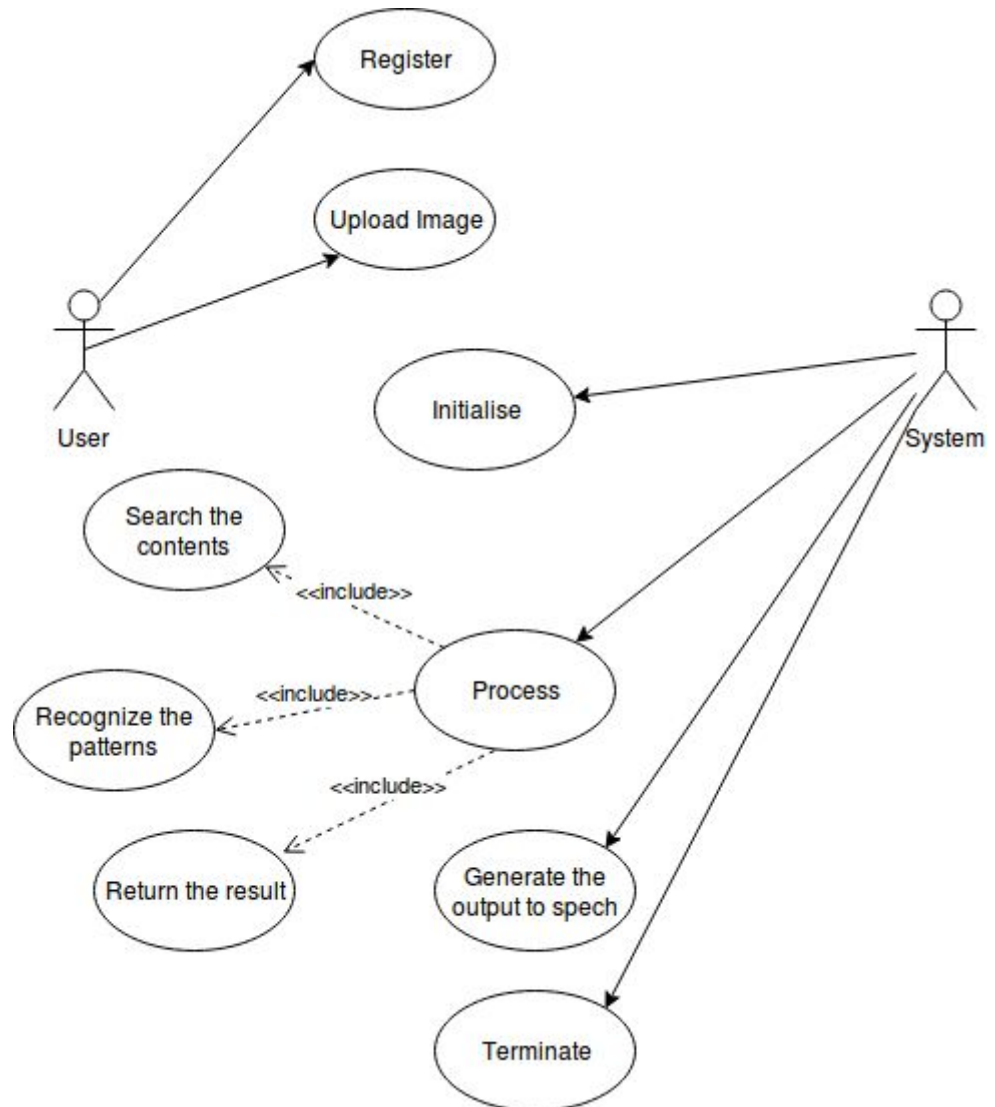 Register
Upload Image
User
System
Initialise
Search the
contents
<<include>>
Process
<<include>>
Recognize the
patterns
<<include>>
Return the result
Generate the
output to spech
Terminate